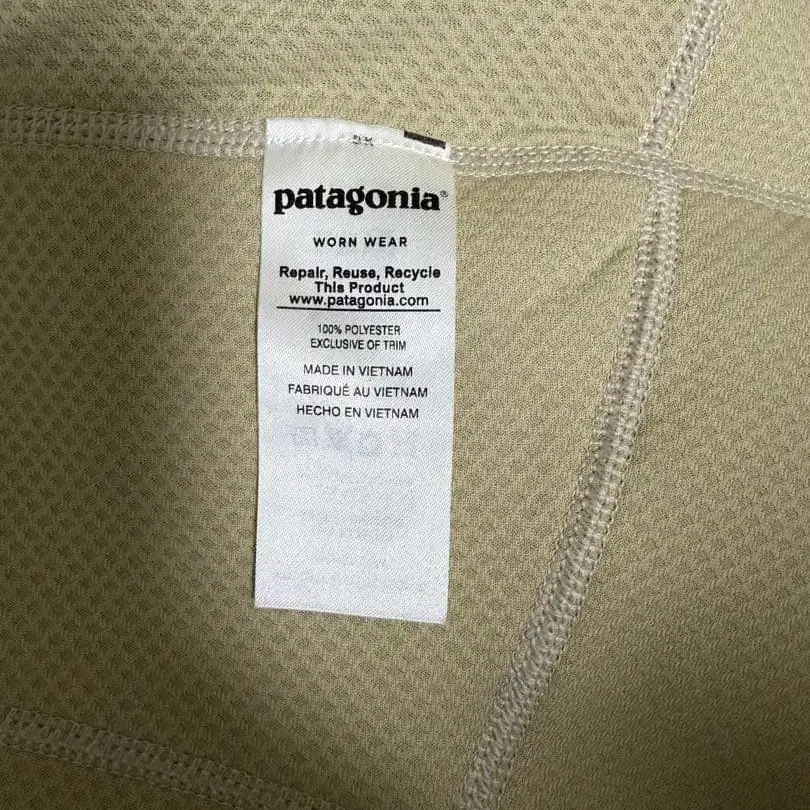 patagonia®
WORN WEAR
Repair, Reuse, Recycle
This Product
www.patagonia.com
100% POLYESTER
EXCLUSIVE OF TRIM
MADE IN VIETNAM
FABRIQUÉ AU VIETNAM
HECHO EN VIETNAM